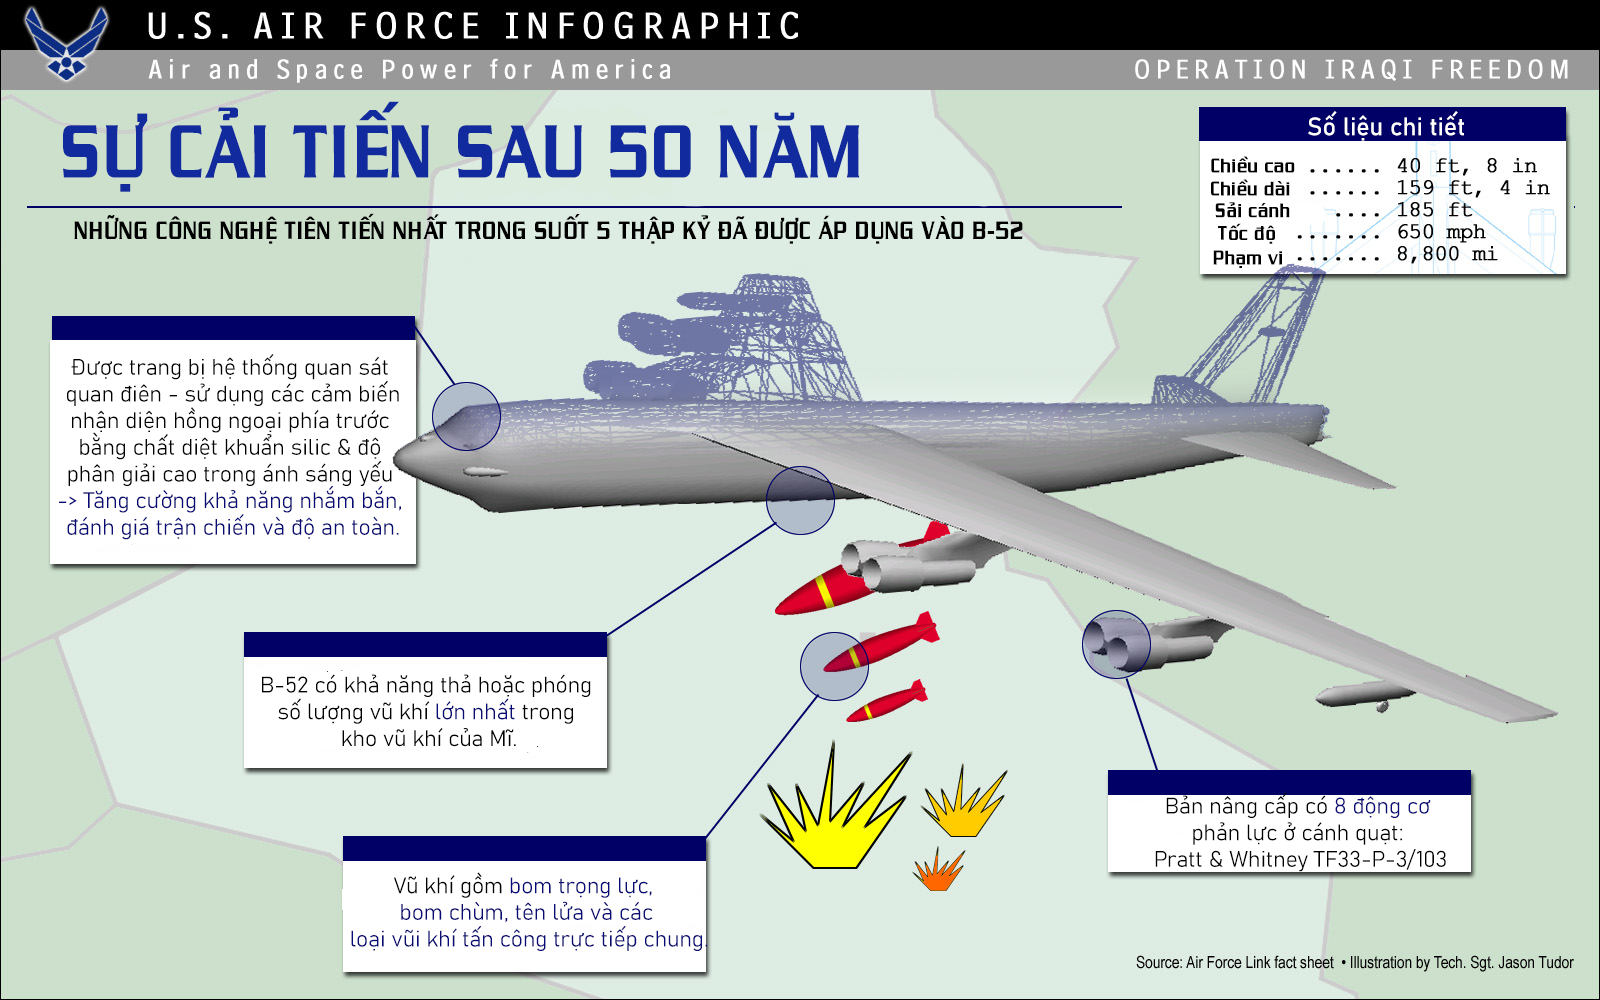 U.S. AIR FORCE INFOGRAPHIC
Air and Space Power for America
OPERATION IRAQI FREEDOM
SỰ CẢI TIẾN SAU 50 NĂM
NHỮNG CÔNG NGHỆ TIÊN TIẾN NHẤT TRONG SUỐT 5 THẬP KỶ ĐÃ ĐƯỢC ÁP DỤNG VÀO B-52
Số liệu chi tiết
Chiều cao ...... 40 ft, 8 in
Chiều dài ...... 159 ft, 4 in
Sải cánh .... 185 ft
Tốc độ ....... 650 mph
Phạm vi ....... 8,800 mi
Được trang bị hệ thống quan sát
quan điên - sử dụng các cảm biến
nhận diện hồng ngoại phía trước
bằng chất diệt khuẩn silic & độ
phân giải cao trong ánh sáng yếu
-> Tăng cường khả năng nhắm bắn,
đánh giá trận chiến và độ an toàn.
B-52 có khả năng thả hoặc phóng
số lượng vũ khí lớn nhất trong
kho vũ khí của Mĩ.
Vũ khí gồm bom trọng lực,
bom chùm, tên lửa và các
loại vũi khí tấn công trực tiếp chung.
Bản nâng cấp có 8 động cơ
phản lực ở cánh quạt:
Pratt & Whitney TF33-P-3/103
Source: Air Force Link fact sheet • Illustration by Tech. Sgt. Jason Tudor